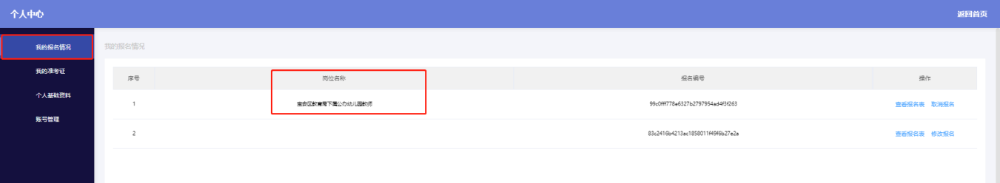 个人中心 返回首页
我的报名情况
我的准考证
个人基础资料
账号管理
我的报名情况
序号 岗位名称 报名编号 操作
1 宝安区教育局下属公办幼儿园教师 99c0fff778a6327b2797954ad4f3f263 查看报名表 取消报名
2 83c2416b4213ac1858011f49f6b27e2a 查看报名表 修改报名